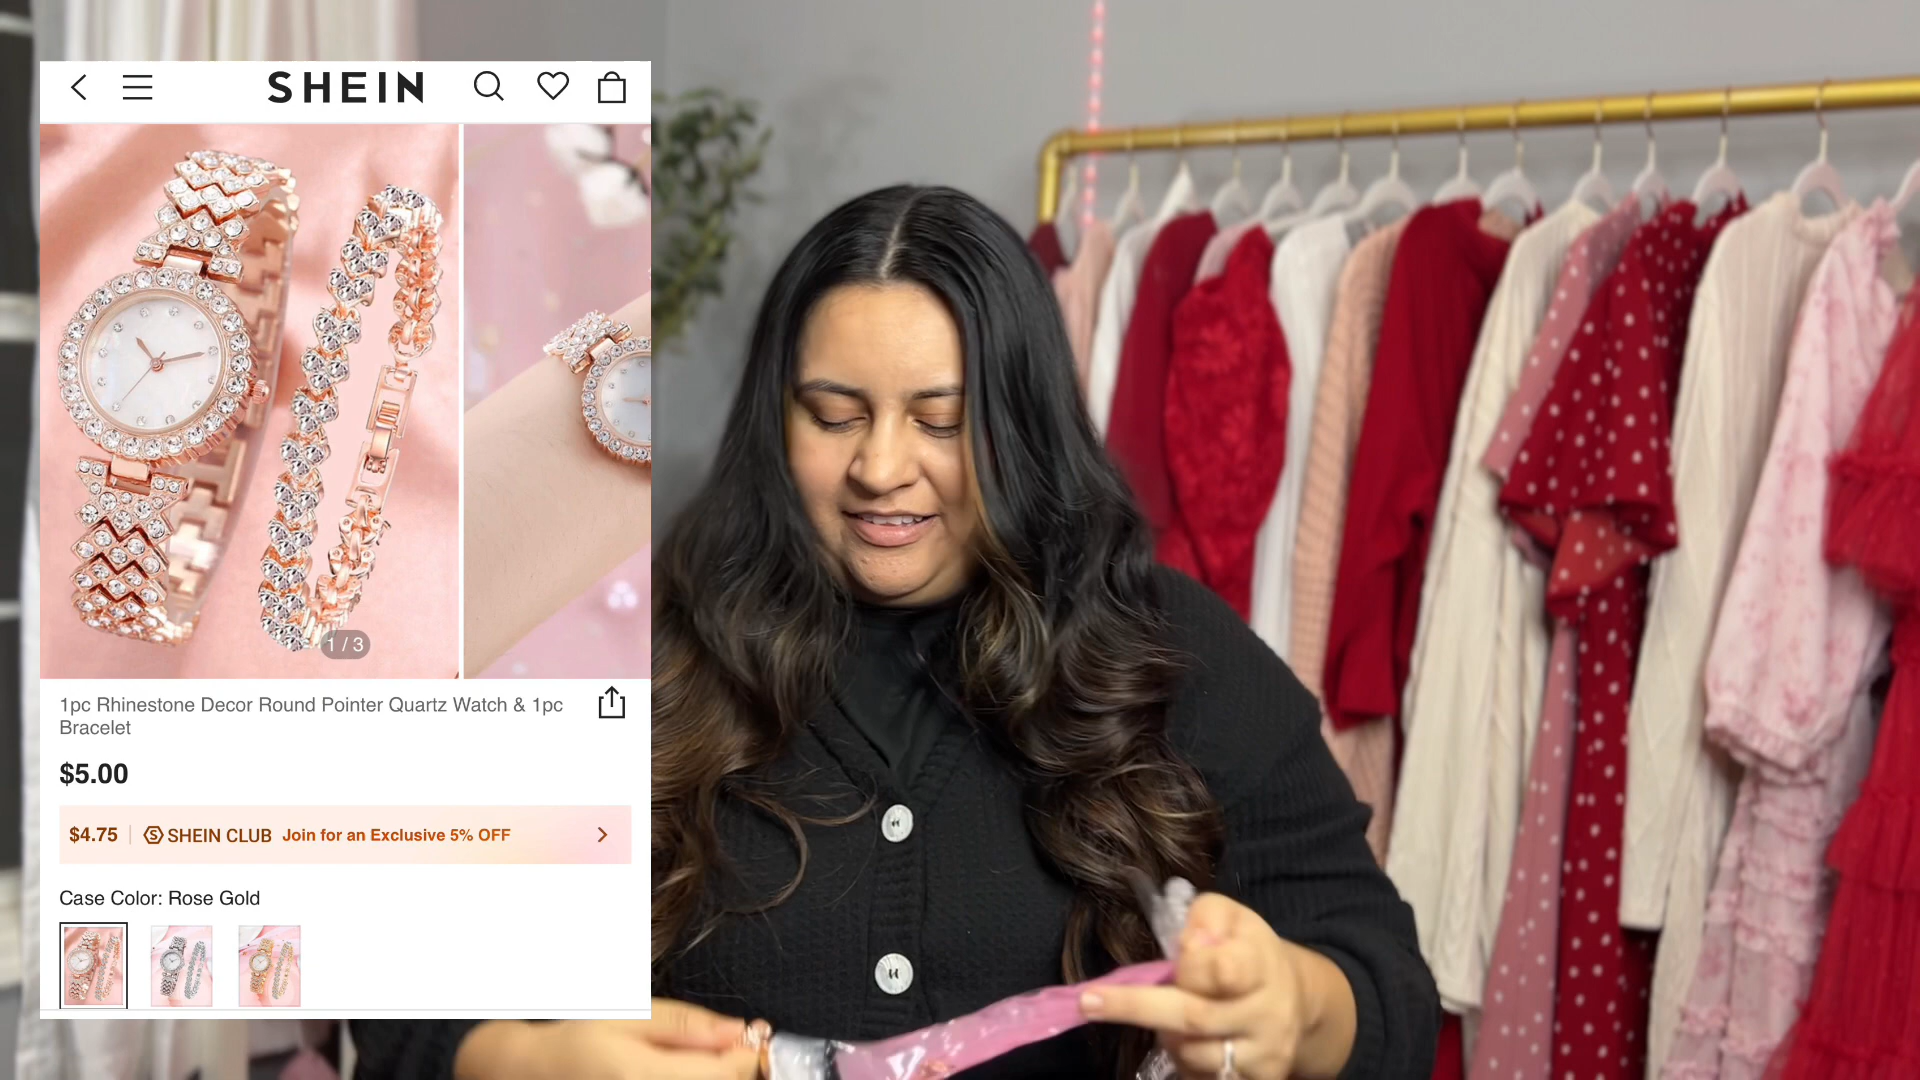 SHEIN
1 / 3
1pc Rhinestone Decor Round Pointer Quartz Watch & 1pc
Bracelet
$5.00
$4.75 | S SHEIN CLUB Join for an Exclusive 5% OFF
Case Color: Rose Gold